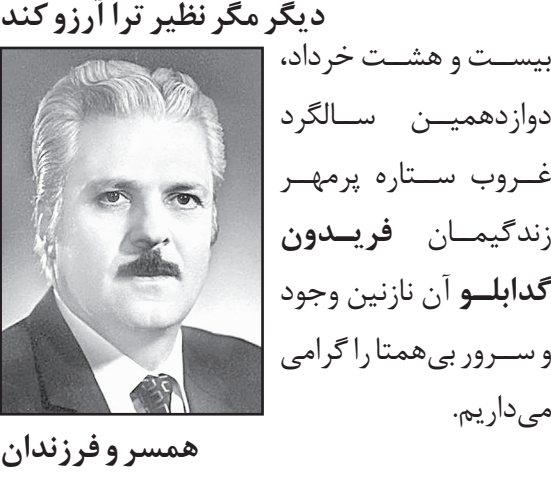 دیگر مگر نظیر ترا آرزو کند
بیست و هشت خرداد،
دوازدهمین سالگرد
غروب ستاره پرمهر
زندگیمان فریدون
گدابلو آن نازنین وجود
و سرور بی‌همتا را گرامی
می‌داریم.
همسر و فرزندان